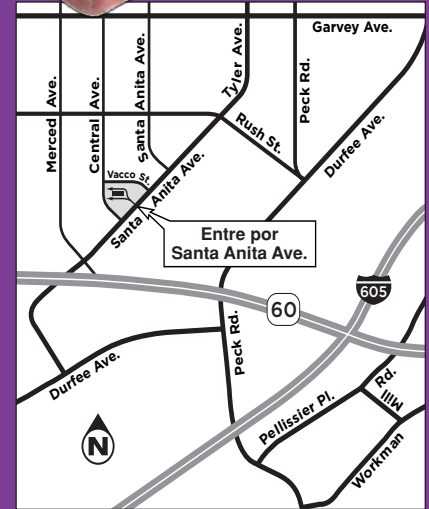 Garvey Ave.
Merced Ave.
Central Ave.
Santa Anita Ave.
Tyler Ave.
Peck Rd.
Rush St.
Durfee Ave.
Vacco St.
Santa Anita Ave.
Entre por
Santa Anita Ave.
605
60
Peck Rd.
Durfee Ave.
N
Pellissier Pl.
Mill Rd.
Workman